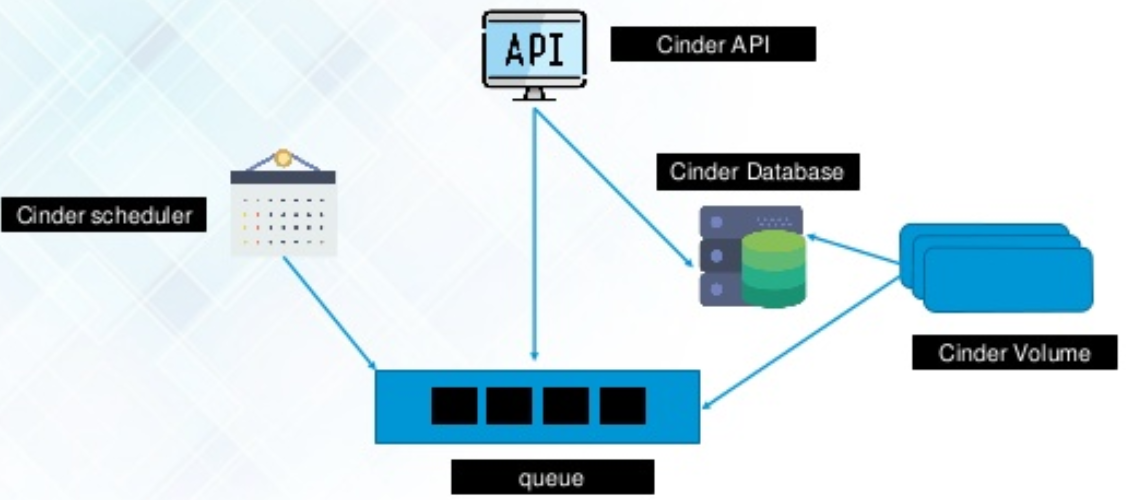 API
Cinder API
Cinder Database
Cinder scheduler
Cinder Volume
queue